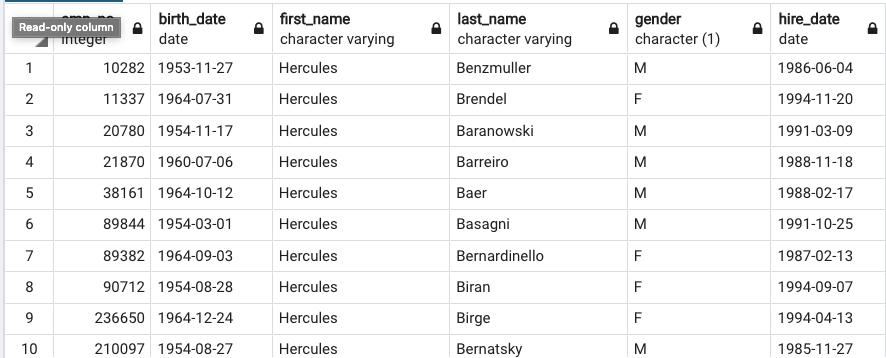 Read-only column
birth_date first_name last_name gender hire_date
integer date character varying character varying character (1) date
1 10282 1953-11-27 Hercules Benzmuller M 1986-06-04
2 11337 1964-07-31 Hercules Brendel F 1994-11-20
3 20780 1954-11-17 Hercules Baranowski M 1991-03-09
4 21870 1960-07-06 Hercules Barreiro M 1988-11-18
5 38161 1964-10-12 Hercules Baer M 1988-02-17
6 89844 1954-03-01 Hercules Basagni M 1991-10-25
7 89382 1964-09-03 Hercules Bernardinello F 1987-02-13
8 90712 1954-08-28 Hercules Biran F 1994-09-07
9 236650 1964-12-24 Hercules Birge F 1994-04-13
10 210097 1954-08-27 Hercules Bernatsky M 1985-11-27